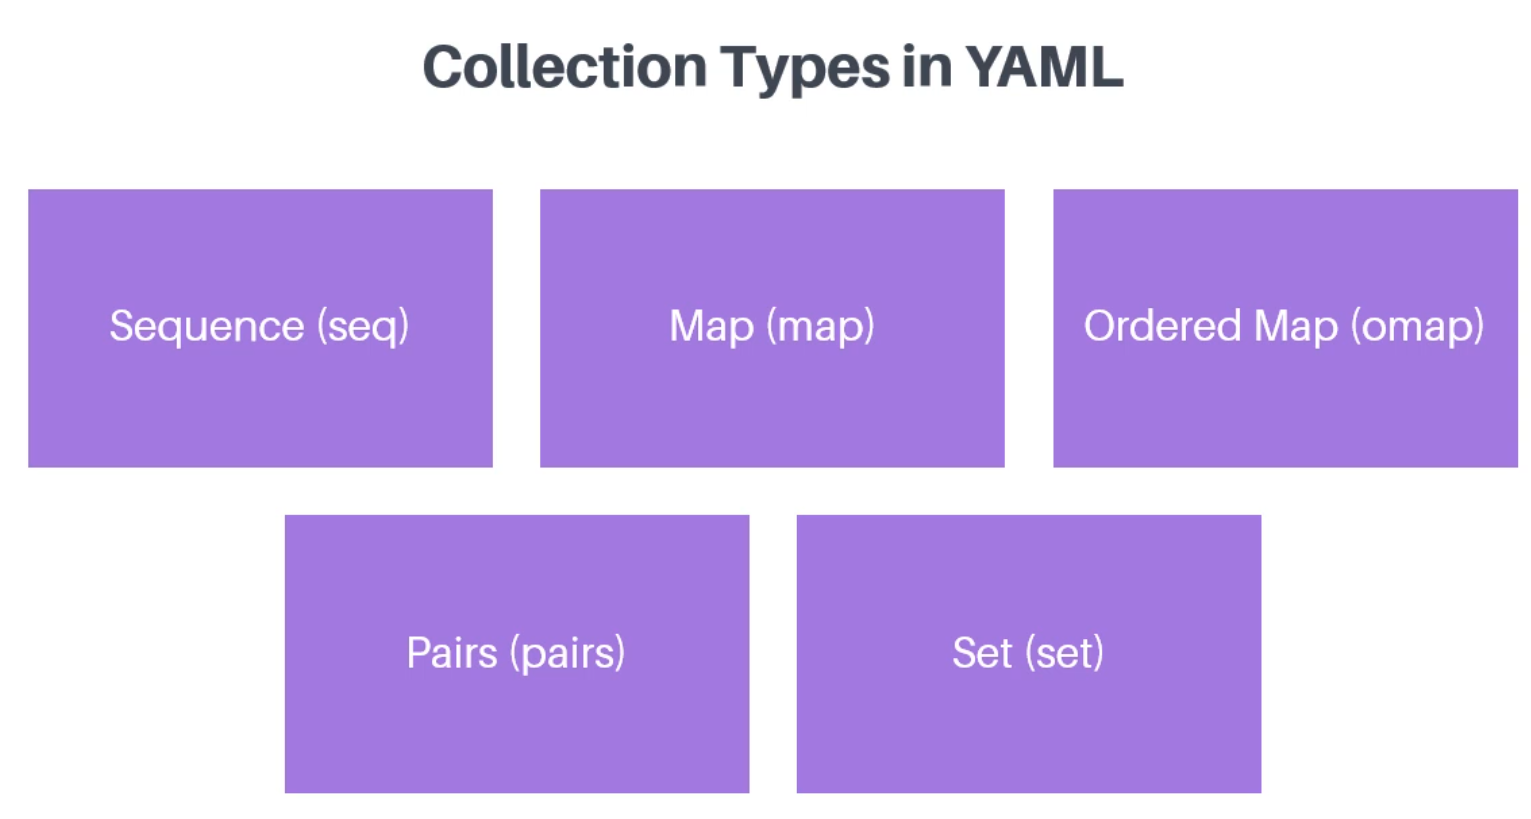 Collection Types in YAML
Sequence (seq)
Map (map)
Ordered Map (omap)
Pairs (pairs)
Set (set)